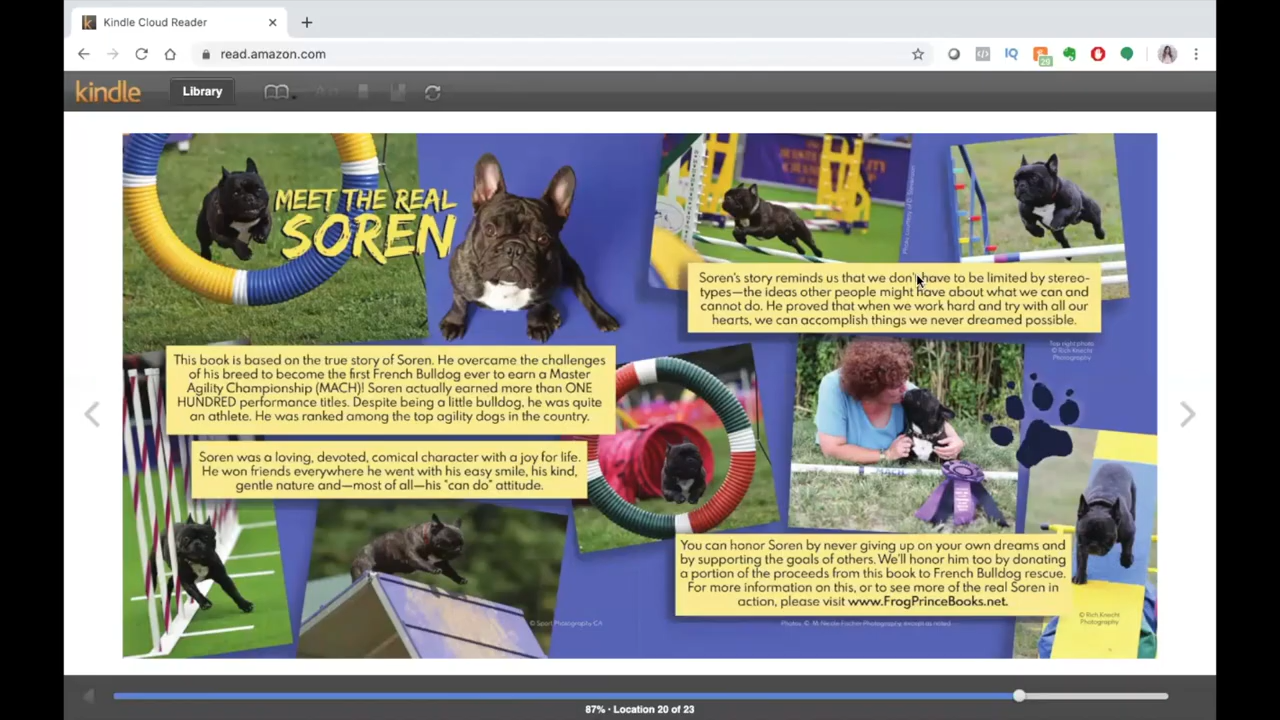 Kindle Cloud Reader
read.amazon.com
29
kindle
Library
MEET THE REAL
SOREN
This book is based on the true story of Soren. He overcame the challenges
of his breed to become the first French Bulldog ever to earn a Master
Agility Championship (MACH)! Soren actually earned more than ONE
HUNDRED performance titles. Despite being a little bulldog, he was quite
an athlete. He was ranked among the top agility dogs in the country.
Soren was a loving, devoted, comical character with a joy for life.
He won friends everywhere he went with his easy smile, his kind,
gentle nature and—most of all—his "can do" attitude.
© Sport Photography CA
Soren's story reminds us that we don't have to be limited by stereo-
types—the ideas other people might have about what we can and
cannot do. He proved that when we work hard and try with all our
hearts, we can accomplish things we never dreamed possible.
Top right photo
© Rich Knecht
Photography
You can honor Soren by never giving up on your own dreams and
by supporting the goals of others. We'll honor him too by donating
a portion of the proceeds from this book to French Bulldog rescue.
For more information on this, or to see more of the real Soren in
action, please visit www.FrogPrinceBooks.net.
© Rich Knecht
Photography
87% · Location 20 of 23